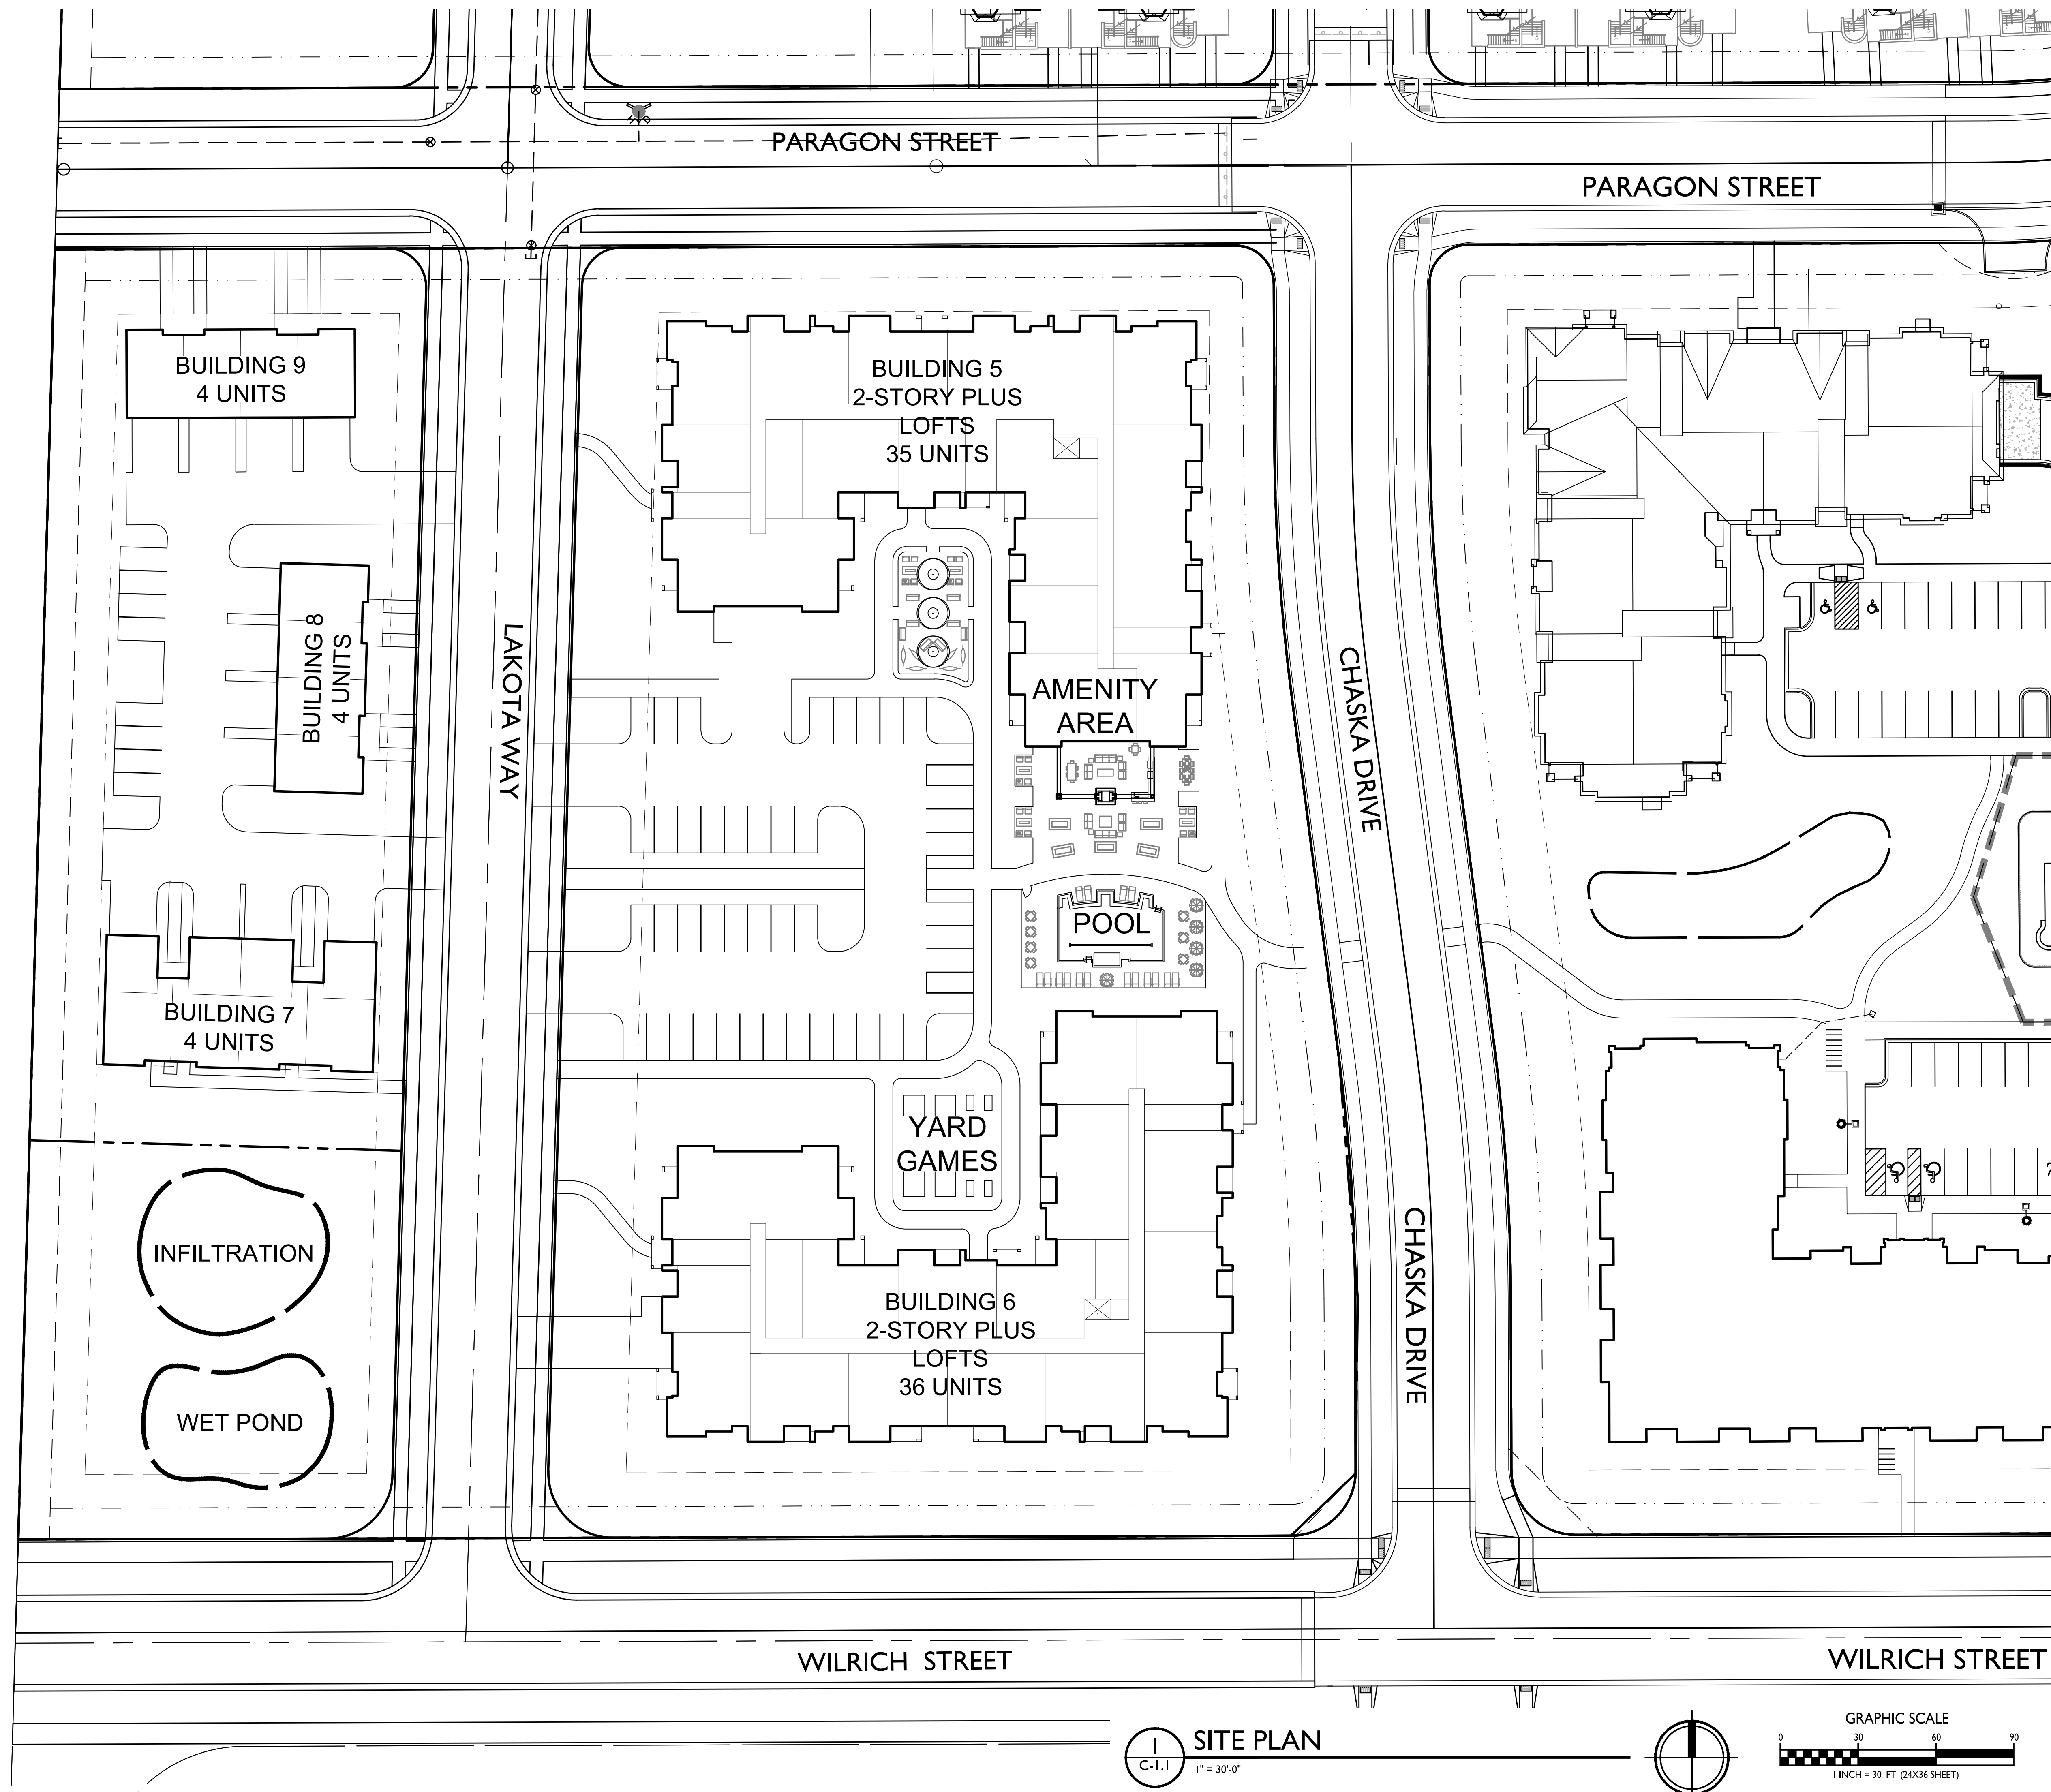 PARAGON STREET
PARAGON STREET
BUILDING 9
4 UNITS
BUILDING 5
2-STORY PLUS
LOFTS
35 UNITS
BUILDING 8
4 UNITS
LAKOTA WAY
AMENITY
AREA
CHASKA DRIVE
POOL
BUILDING 7
4 UNITS
YARD
GAMES
INFILTRATION
CHASKA DRIVE
BUILDING 6
2-STORY PLUS
LOFTS
36 UNITS
WET POND
WILRICH STREET
WILRICH STREET
1
C-1.1
SITE PLAN
1" = 30'-0"
GRAPHIC SCALE
0 30 60 90
1 INCH = 30 FT (24X36 SHEET)